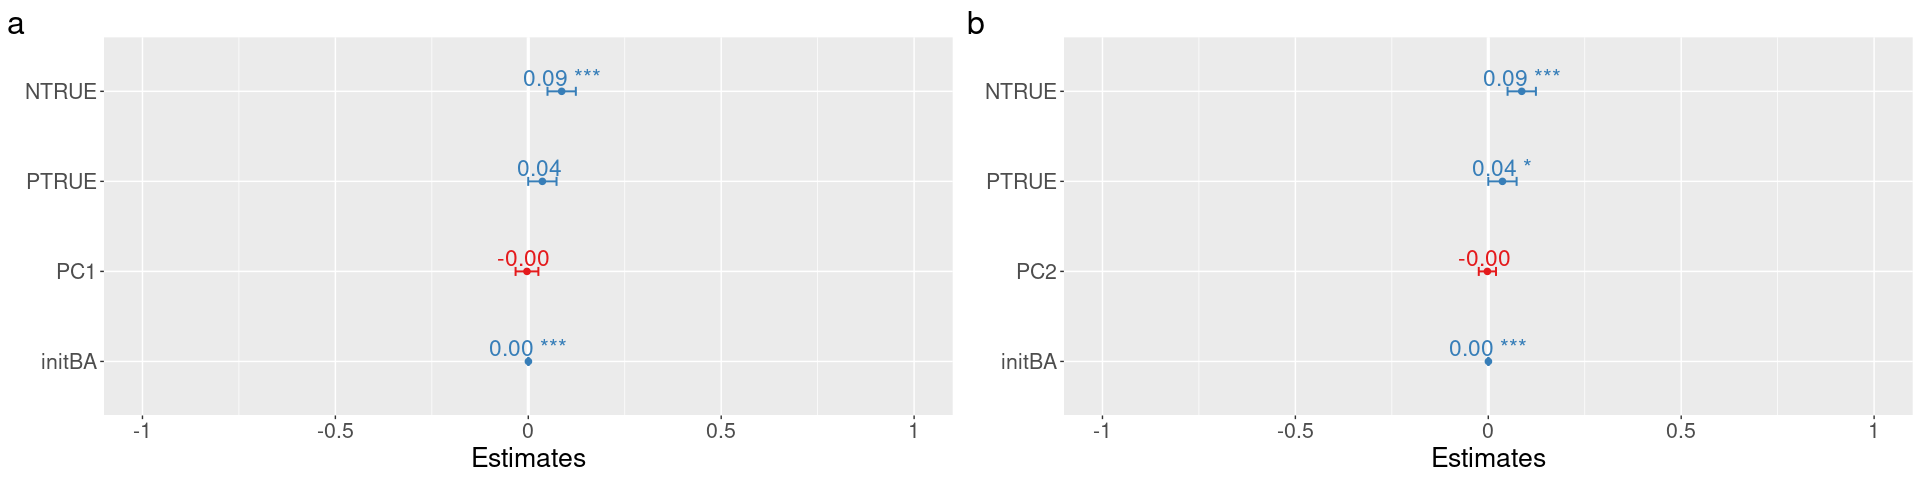 a
NTRUE
0.09 ***
PTRUE
0.04
PC1
-0.00
initBA
0.00 ***
-1 -0.5 0 0.5 1
Estimates
b
NTRUE
0.09 ***
PTRUE
0.04 *
PC2
-0.00
initBA
0.00 ***
-1 -0.5 0 0.5 1
Estimates